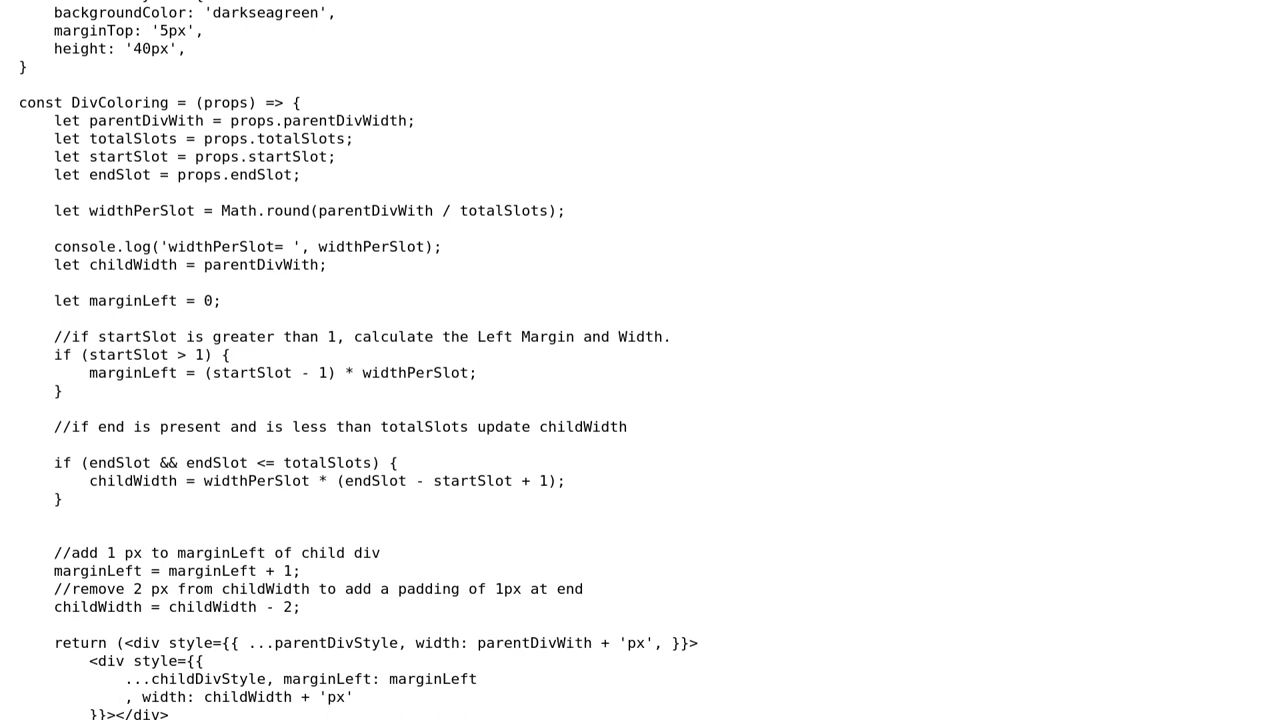 backgroundColor: 'darkseagreen',
    marginTop: '5px',
    height: '40px',
}

const DivColoring = (props) => {
    let parentDivWith = props.parentDivWidth;
    let totalSlots = props.totalSlots;
    let startSlot = props.startSlot;
    let endSlot = props.endSlot;

    let widthPerSlot = Math.round(parentDivWith / totalSlots);

    console.log('widthPerSlot= ', widthPerSlot);
    let childWidth = parentDivWith;

    let marginLeft = 0;

    //if startSlot is greater than 1, calculate the Left Margin and Width.
    if (startSlot > 1) {
        marginLeft = (startSlot - 1) * widthPerSlot;
    }

    //if end is present and is less than totalSlots update childWidth

    if (endSlot && endSlot <= totalSlots) {
        childWidth = widthPerSlot * (endSlot - startSlot + 1);
    }


    //add 1 px to marginLeft of child div
    marginLeft = marginLeft + 1;
    //remove 2 px from childWidth to add a padding of 1px at end
    childWidth = childWidth - 2;

    return (<div style={{ ...parentDivStyle, width: parentDivWith + 'px', }}>
        <div style={{
            ...childDivStyle, marginLeft: marginLeft
            , width: childWidth + 'px'
        }}></div>